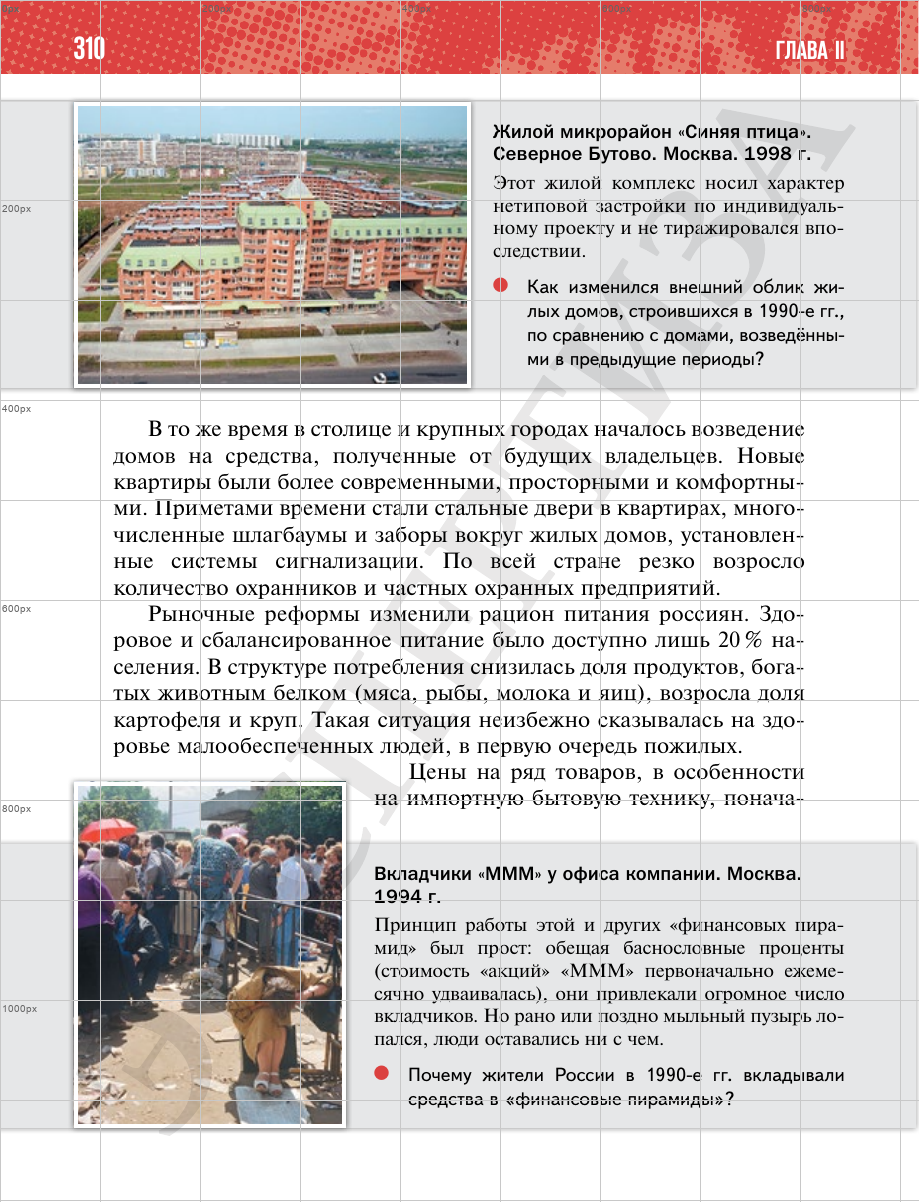 310
ГЛАВА II
Жилой микрорайон «Синяя птица».
Северное Бутово. Москва. 1998 г.
Этот жилой комплекс носил характер
нетиповой застройки по индивидуаль-
ному проекту и не тиражировался впо-
следствии.
Как изменился внешний облик жи-
лых домов, строившихся в 1990-е гг.,
по сравнению с домами, возведённы-
ми в предыдущие периоды?
200px
400px
В то же время в столице и крупных городах началось возведение
домов на средства, полученные от будущих владельцев. Новые
квартиры были более современными, просторными и комфортны-
ми. Приметами времени стали стальные двери в квартирах, много-
численные шлагбаумы и заборы вокруг жилых домов, установлен-
ные системы сигнализации. По всей стране резко возросло
количество охранников и частных охранных предприятий.
600px
Рыночные реформы изменили рацион питания россиян. Здо-
ровое и сбалансированное питание было доступно лишь 20 % на-
селения. В структуре потребления снизилась доля продуктов, бога-
тых животным белком (мяса, рыбы, молока и яиц), возросла доля
картофеля и круп. Такая ситуация неизбежно сказывалась на здо-
ровье малообеспеченных людей, в первую очередь пожилых.
Цены на ряд товаров, в особенности
на импортную бытовую технику, понача-
800px
Вкладчики «МММ» у офиса компании. Москва.
1994 г.
Принцип работы этой и других «финансовых пира-
мид» был прост: обещая баснословные проценты
(стоимость «акций» «МММ» первоначально ежеме-
сячно удваивалась), они привлекали огромное число
вкладчиков. Но рано или поздно мыльный пузырь ло-
пался, люди оставались ни с чем.
1000px
Почему жители России в 1990-е гг. вкладывали
средства в «финансовые пирамиды»?